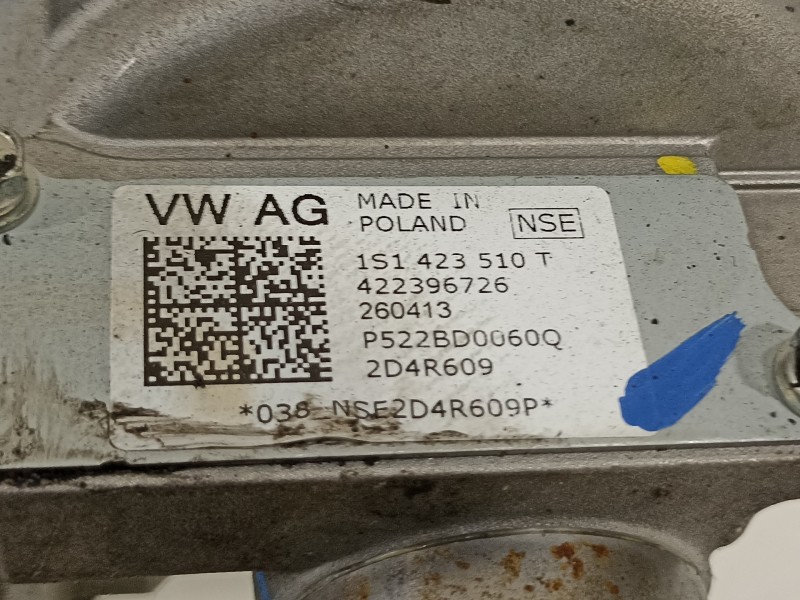 VW AG
MADE IN
POLAND
NSE
1S1 423 510 T
422396726
260413
P522BD0060Q
2D4R609
*038 NSE2D4R609P*